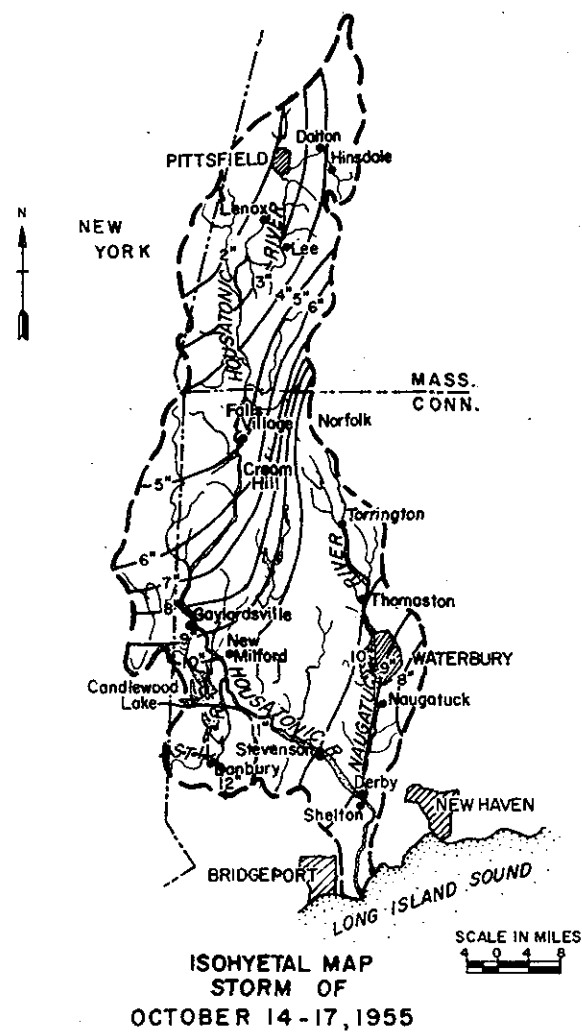 Dalton
PITTSFIELD
Hinsdale
N
Lenox
NEW
YORK
RIVER
Lee
2"
3"
4"
5"
6"
HOUSATONIC
MASS.
CONN.
Falls
Village
Norfolk
Cream
Hill
5"
Torrington
6"
RIVER
7"
Thomaston
8"
Gaylordsville
9"
New
Milford
10"
10"
9"
WATERBURY
8"
Candlewood
Lake
HOUSATONIC R.
NAUGATUCK
Naugatuck
11"
Stevenson
Danbury
12"
Derby
Shelton
NEW HAVEN
BRIDGEPORT
LONG ISLAND SOUND
SCALE IN MILES
4 0 4 8
ISOHYETAL MAP
STORM OF
OCTOBER 14-17, 1955